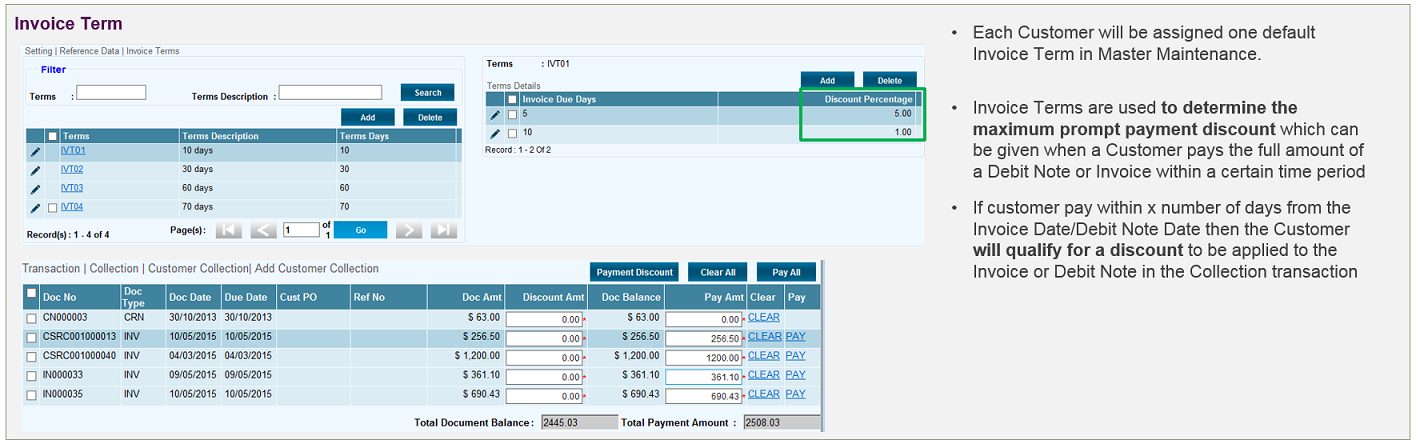 Invoice Term
Setting | Reference Data | Invoice Terms
Filter
Terms : Terms Description : Search
Add Delete
Terms Terms Description Terms Days
IVT01 10 days 10
IVT02 30 days 30
IVT03 60 days 60
IVT04 70 days 70
Record(s) : 1 - 4 of 4 Page(s): 1 of 1 Go
Terms : IVT01
Add Delete
Terms Details
Invoice Due Days Discount Percentage
5 5.00
10 1.00
Record : 1 - 2 Of 2
Transaction | Collection | Customer Collection| Add Customer Collection
Payment Discount Clear All Pay All
Doc No Doc Type Doc Date Due Date Cust PO Ref No Doc Amt Discount Amt Doc Balance Pay Amt Clear Pay
CN000003 CRN 30/10/2013 30/10/2013 $ 63.00 0.00 * $ 63.00 0.00 * CLEAR
CSRC001000013 INV 10/05/2015 10/05/2015 $ 256.50 0.00 * $ 256.50 256.50 * CLEAR PAY
CSRC001000040 INV 04/03/2015 04/03/2015 $ 1,200.00 0.00 * $ 1,200.00 1200.00 * CLEAR PAY
IN000033 INV 09/05/2015 09/05/2015 $ 361.10 0.00 * $ 361.10 361.10 * CLEAR PAY
IN000035 INV 10/05/2015 10/05/2015 $ 690.43 0.00 * $ 690.43 690.43 * CLEAR PAY
Total Document Balance : 2445.03 Total Payment Amount : 2508.03
• Each Customer will be assigned one default
Invoice Term in Master Maintenance.
• Invoice Terms are used to determine the
maximum prompt payment discount which can
be given when a Customer pays the full amount of
a Debit Note or Invoice within a certain time period
• If customer pay within x number of days from the
Invoice Date/Debit Note Date then the Customer
will qualify for a discount to be applied to the
Invoice or Debit Note in the Collection transaction